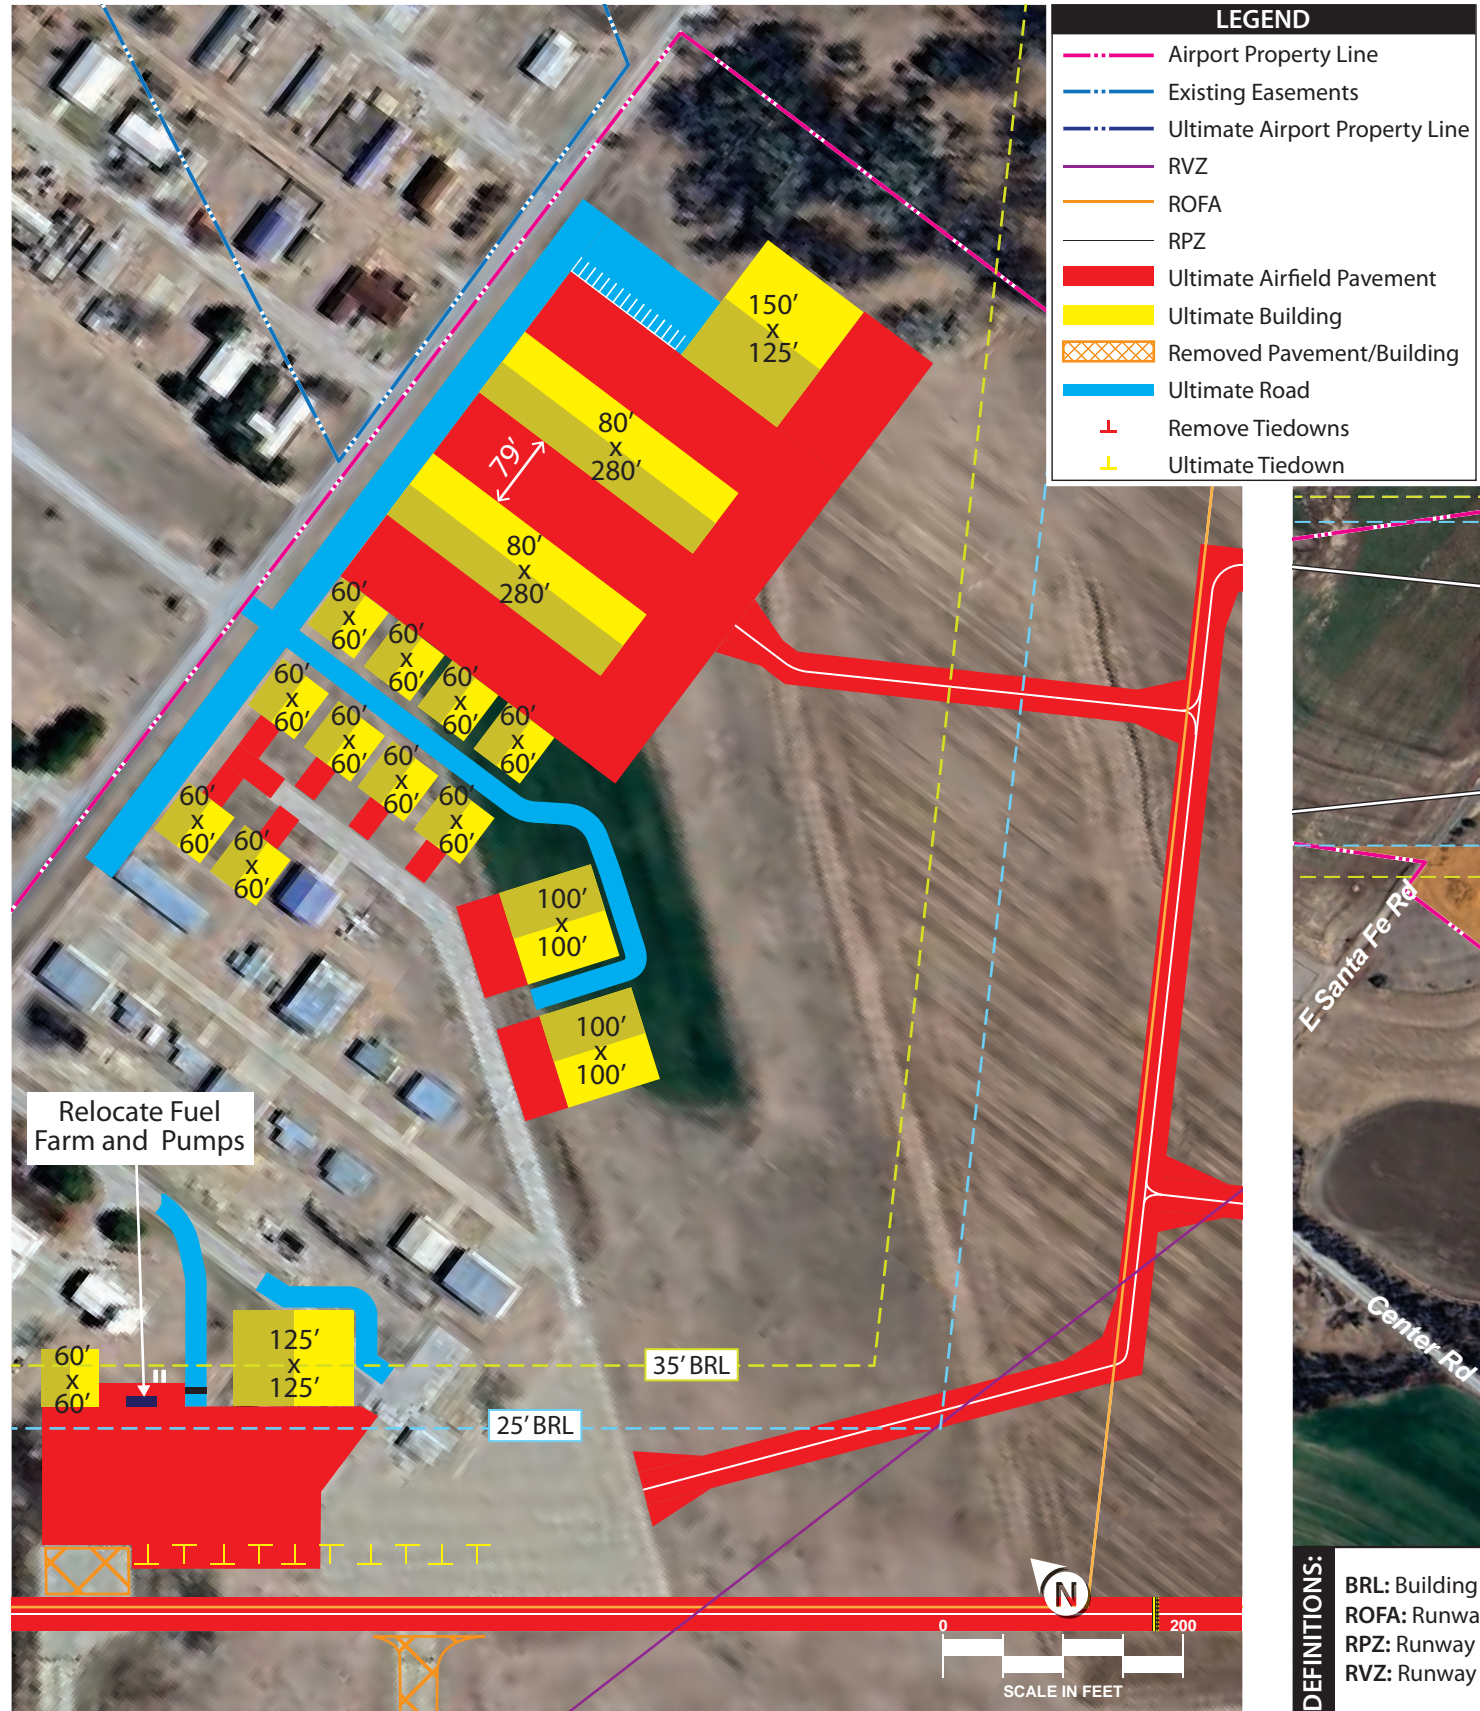 LEGEND
Airport Property Line
Existing Easements
Ultimate Airport Property Line
RVZ
ROFA
RPZ
Ultimate Airfield Pavement
Ultimate Building
Removed Pavement/Building
Ultimate Road
Remove Tiedowns
Ultimate Tiedown
150’
x
125’
80’
x
280’
79’
80’
x
280’
60’
x
60’
60’
x
60’
60’
x
60’
60’
x
60’
60’
x
60’
60’
x
60’
60’
x
60’
60’
x
60’
60’
x
60’
60’
x
60’
100’
x
100’
100’
x
100’
Relocate Fuel
Farm and Pumps
60’
x
60’
125’
x
125’
35’ BRL
25’ BRL
N
0 200
SCALE IN FEET
E Santa Fe Rd
Center Rd
DEFINITIONS:
BRL: Building
ROFA: Runwa
RPZ: Runway
RVZ: Runway